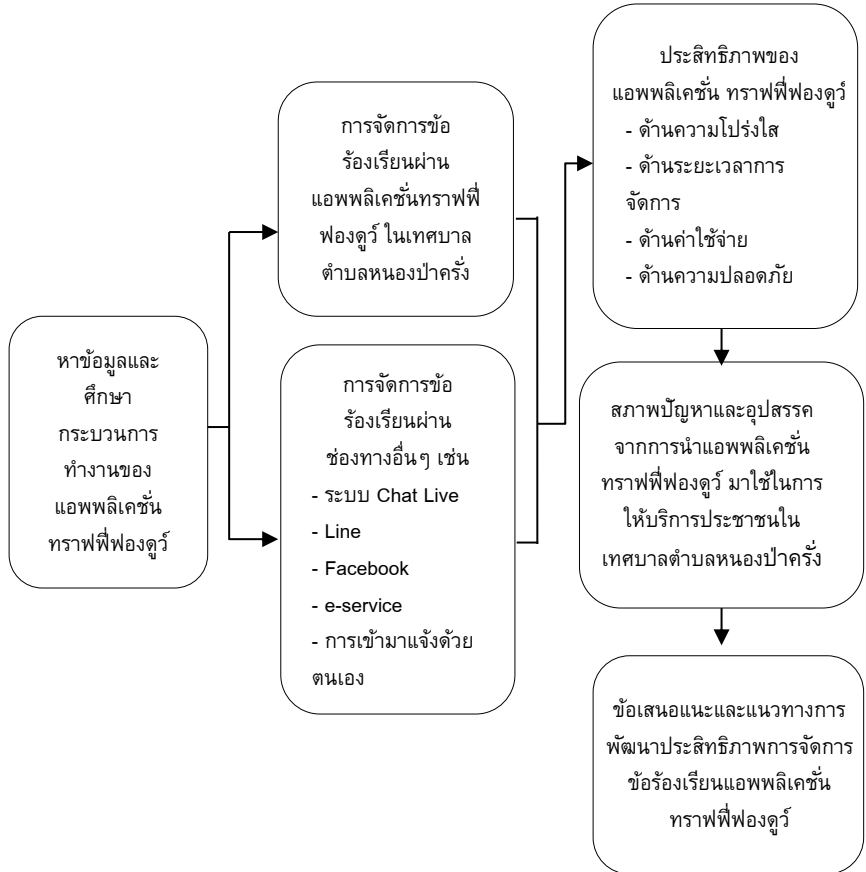 หาข้อมูลและ
ศึกษา
กระบวนการ
ทำงานของ
แอพพลิเคชั่น
ทราฟฟี่ฟองดูว์
การจัดการข้อ
ร้องเรียนผ่าน
แอพพลิเคชั่นทราฟฟี่
ฟองดูว์ ในเทศบาล
ตำบลหนองป่าครั่ง
การจัดการข้อ
ร้องเรียนผ่าน
ช่องทางอื่นๆ เช่น
- ระบบ Chat Live
- Line
- Facebook
- e-service
- การเข้ามาแจ้งด้วย
ตนเอง
ประสิทธิภาพของ
แอพพลิเคชั่น ทราฟฟี่ฟองดูว์
- ด้านความโปร่งใส
- ด้านระยะเวลาการ
จัดการ
- ด้านค่าใช้จ่าย
- ด้านความปลอดภัย
สภาพปัญหาและอุปสรรค
จากการนำแอพพลิเคชั่น
ทราฟฟี่ฟองดูว์ มาใช้ในการ
ให้บริการประชาชนใน
เทศบาลตำบลหนองป่าครั่ง
ข้อเสนอแนะและแนวทางการ
พัฒนาประสิทธิภาพการจัดการ
ข้อร้องเรียนแอพพลิเคชั่น
ทราฟฟี่ฟองดูว์